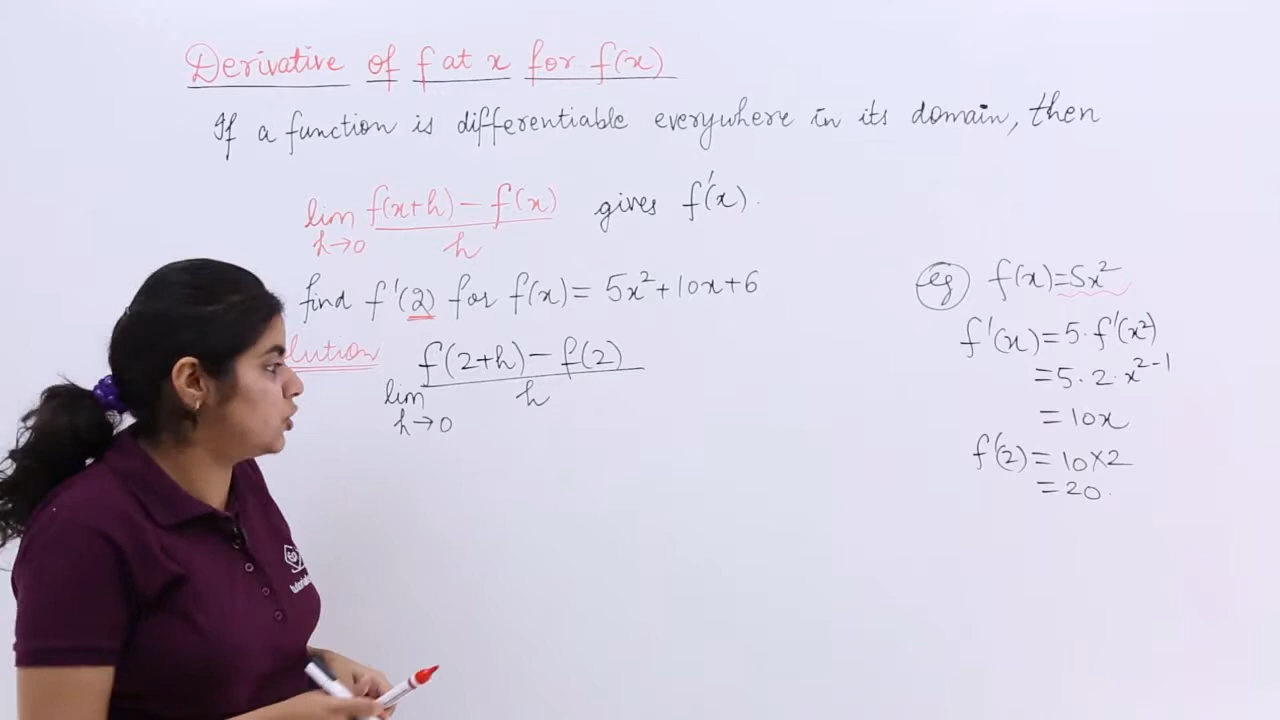 Derivative of f at x for f(x)
If a function is differentiable everywhere in its domain, then
lim h→0 f(x+h) − f(x) / h gives f'(x).
find f'(2) for f(x) = 5x²+10x+6
lution
lim h→0 f(2+h) − f(2) / h
eg f(x)=5x²
f'(x)=5·f'(x²)
=5·2·x²⁻¹
=10x
f'(2)=10×2
=20.